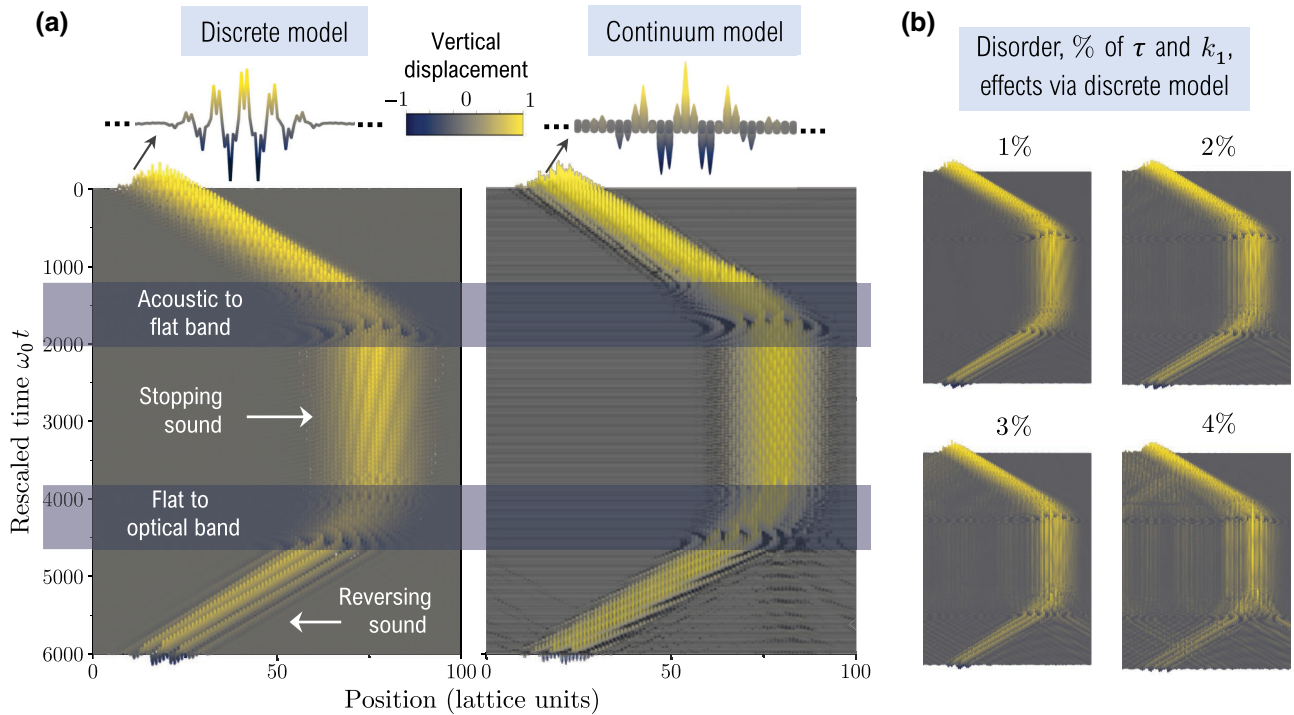 (a)
Discrete model
Vertical
displacement
−1 0 1
Continuum model
0
1000
2000
3000
4000
5000
6000
Rescaled time ω₀ t
Acoustic to
flat band
Stopping
sound
Flat to
optical band
Reversing
sound
0 50 100
0 50 100
Position (lattice units)
(b)
Disorder, % of τ and k₁,
effects via discrete model
1% 2%
3% 4%